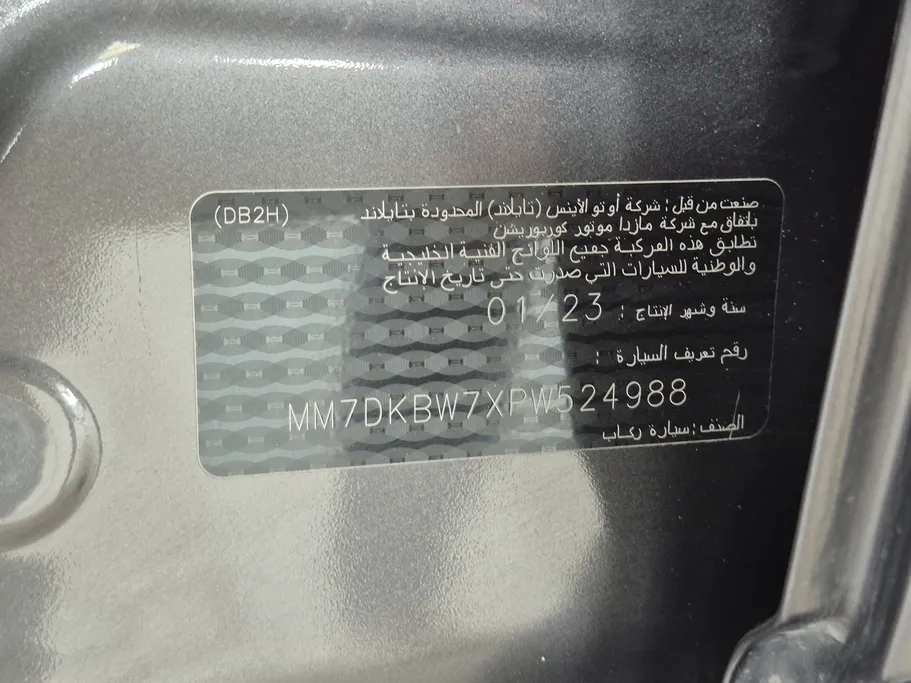 صنعت من قبل: شركة أوتو الاينس (تايلاند) المحدودة بتايلاند (DB2H)
باتفاق مع شركة مازدا موتور كوربوريشن
تطابق هذه المركبة جميع اللوائح الفنية الخليجية
والوطنية للسيارات التي صدرت حتى تاريخ الإنتاج
سنة وشهر الإنتاج : 01/23
رقم تعريف السيارة :
MM7DKBW7XPW524988
الصنف: سيارة ركاب